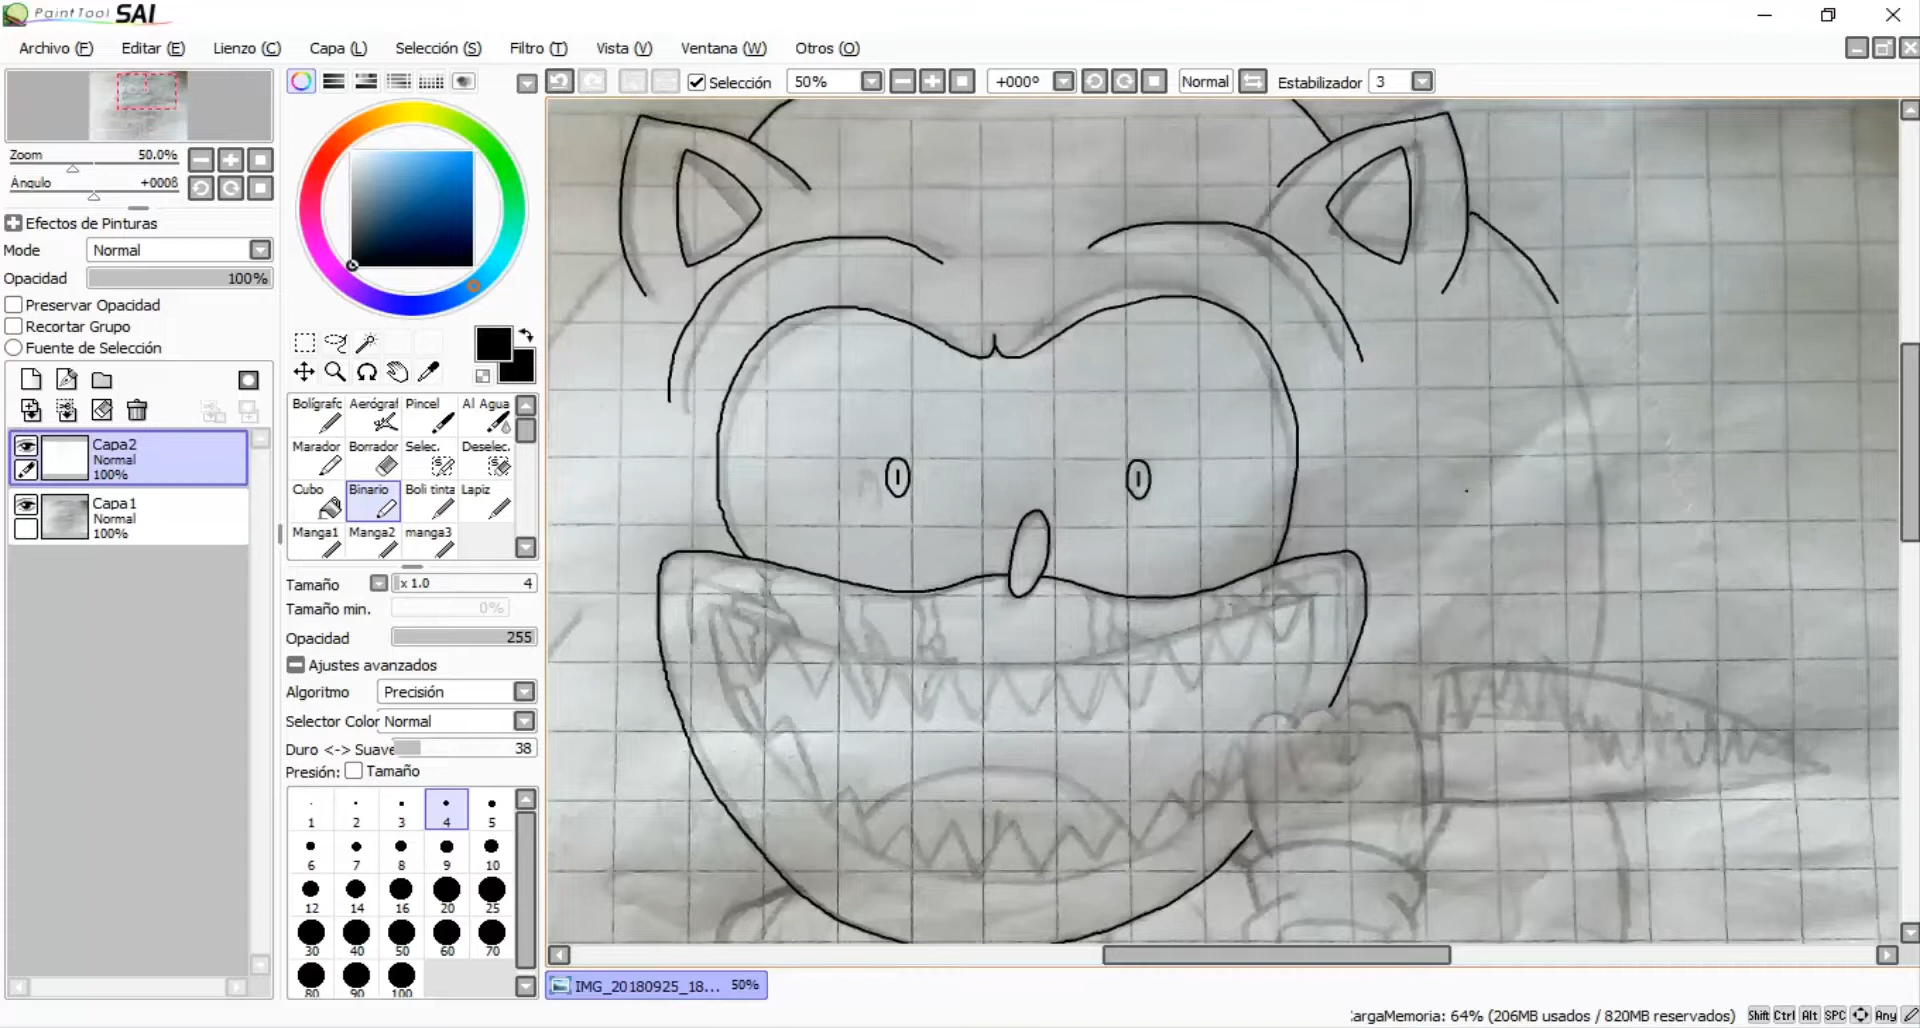 PaintTool SAI
Archivo (F) Editar (E) Lienzo (C) Capa (L) Selección (S) Filtro (T) Vista (V) Ventana (W) Otros (O)
Selección 50% +000º Normal Estabilizador 3
Zoom 50.0%
Ángulo +0008
Efectos de Pinturas
Mode Normal
Opacidad 100%
Preservar Opacidad
Recortar Grupo
Fuente de Selección
Capa2
Normal
100%
Capa1
Normal
100%
Bolígrafc Aerógraf Pincel Al Agua
Marador Borrador Selec. Deselec.
Cubo Binario Boli tinta Lapiz
Manga1 Manga2 manga3
Tamaño x 1.0 4
Tamaño min. 0%
Opacidad 255
Ajustes avanzados
Algoritmo Precisión
Selector Color Normal
Duro <-> Suave 38
Presión: Tamaño
1 2 3 4 5
6 7 8 9 10
12 14 16 20 25
30 40 50 60 70
80 90 100
IMG_20180925_18... 50%
CargaMemoria: 64% (206MB usados / 820MB reservados) Shift Ctrl Alt SPC Any